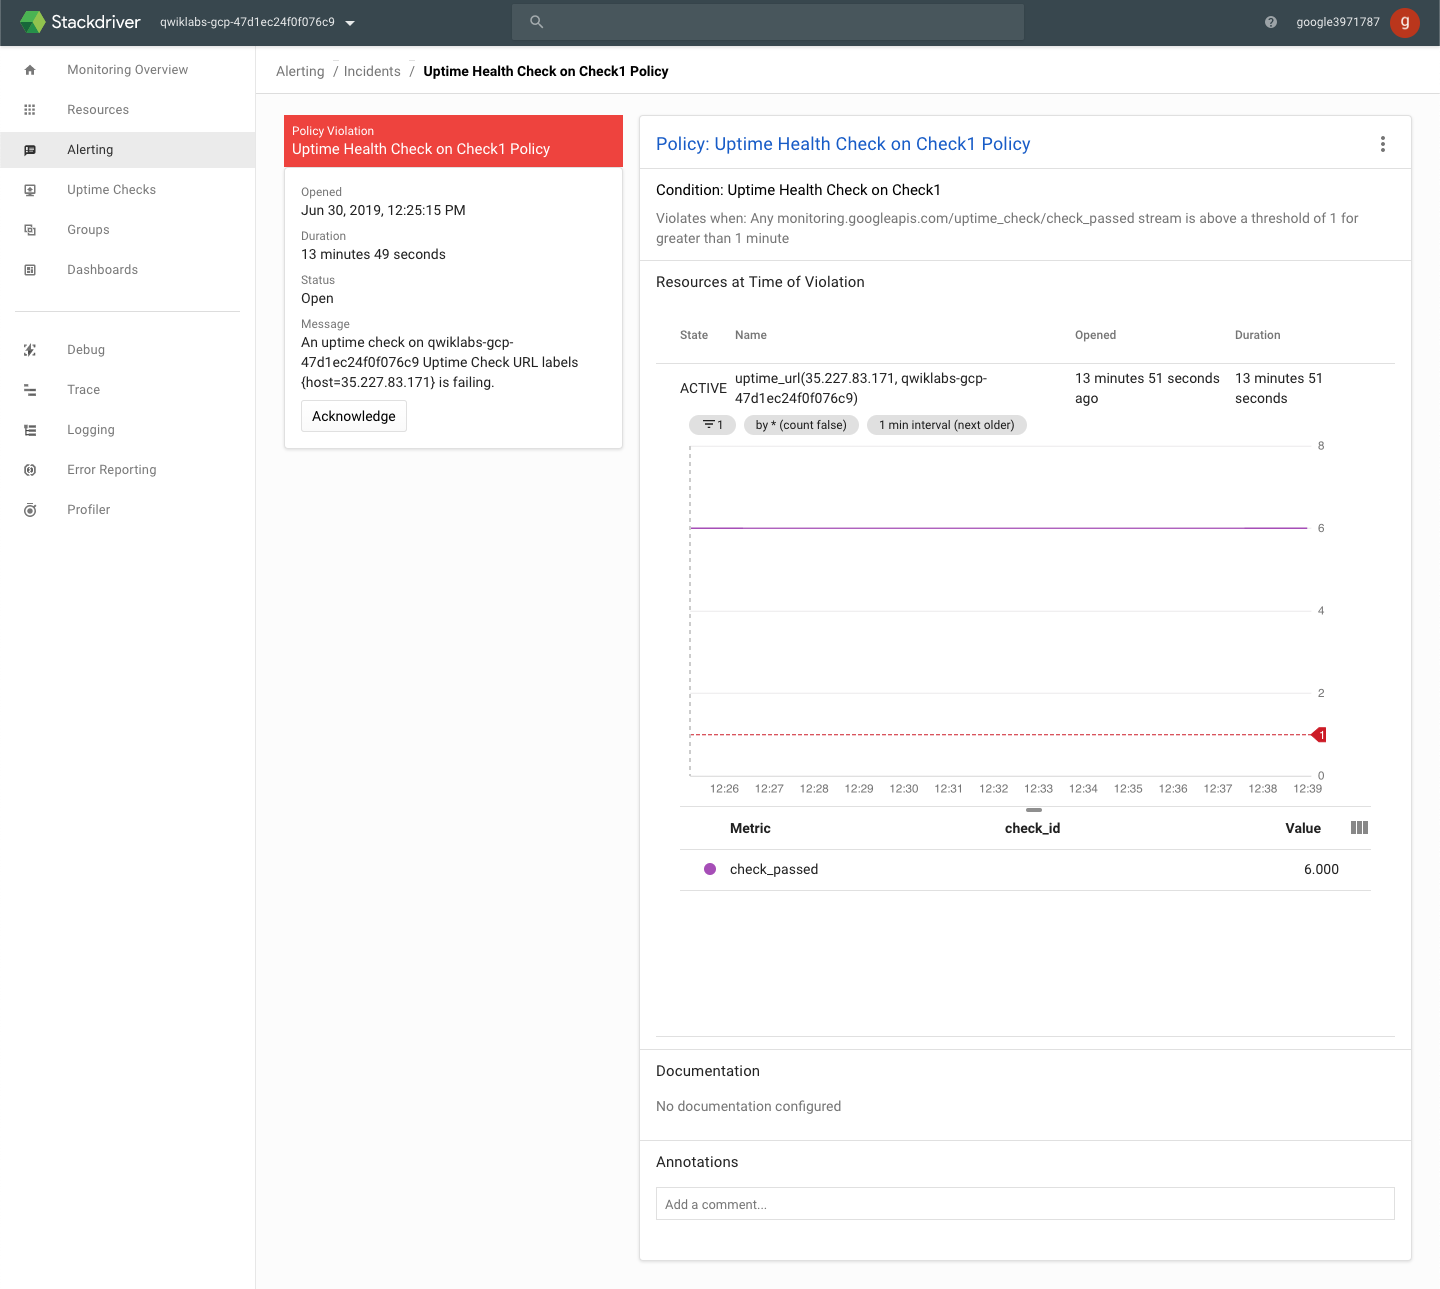 Stackdriver
qwiklabs-gcp-47d1ec24f0f076c9
google3971787
g
Monitoring Overview
Resources
Alerting
Uptime Checks
Groups
Dashboards
Debug
Trace
Logging
Error Reporting
Profiler
Alerting / Incidents / Uptime Health Check on Check1 Policy
Policy Violation
Uptime Health Check on Check1 Policy
Opened
Jun 30, 2019, 12:25:15 PM
Duration
13 minutes 49 seconds
Status
Open
Message
An uptime check on qwiklabs-gcp-
47d1ec24f0f076c9 Uptime Check URL labels
{host=35.227.83.171} is failing.
Acknowledge
Policy: Uptime Health Check on Check1 Policy
Condition: Uptime Health Check on Check1
Violates when: Any monitoring.googleapis.com/uptime_check/check_passed stream is above a threshold of 1 for
greater than 1 minute
Resources at Time of Violation
State Name Opened Duration
ACTIVE uptime_url(35.227.83.171, qwiklabs-gcp- 13 minutes 51 seconds 13 minutes 51
47d1ec24f0f076c9) ago seconds
1 by * (count false) 1 min interval (next older)
8
6
4
2
1
0
12:26 12:27 12:28 12:29 12:30 12:31 12:32 12:33 12:34 12:35 12:36 12:37 12:38 12:39
Metric check_id Value
check_passed 6.000
Documentation
No documentation configured
Annotations
Add a comment...